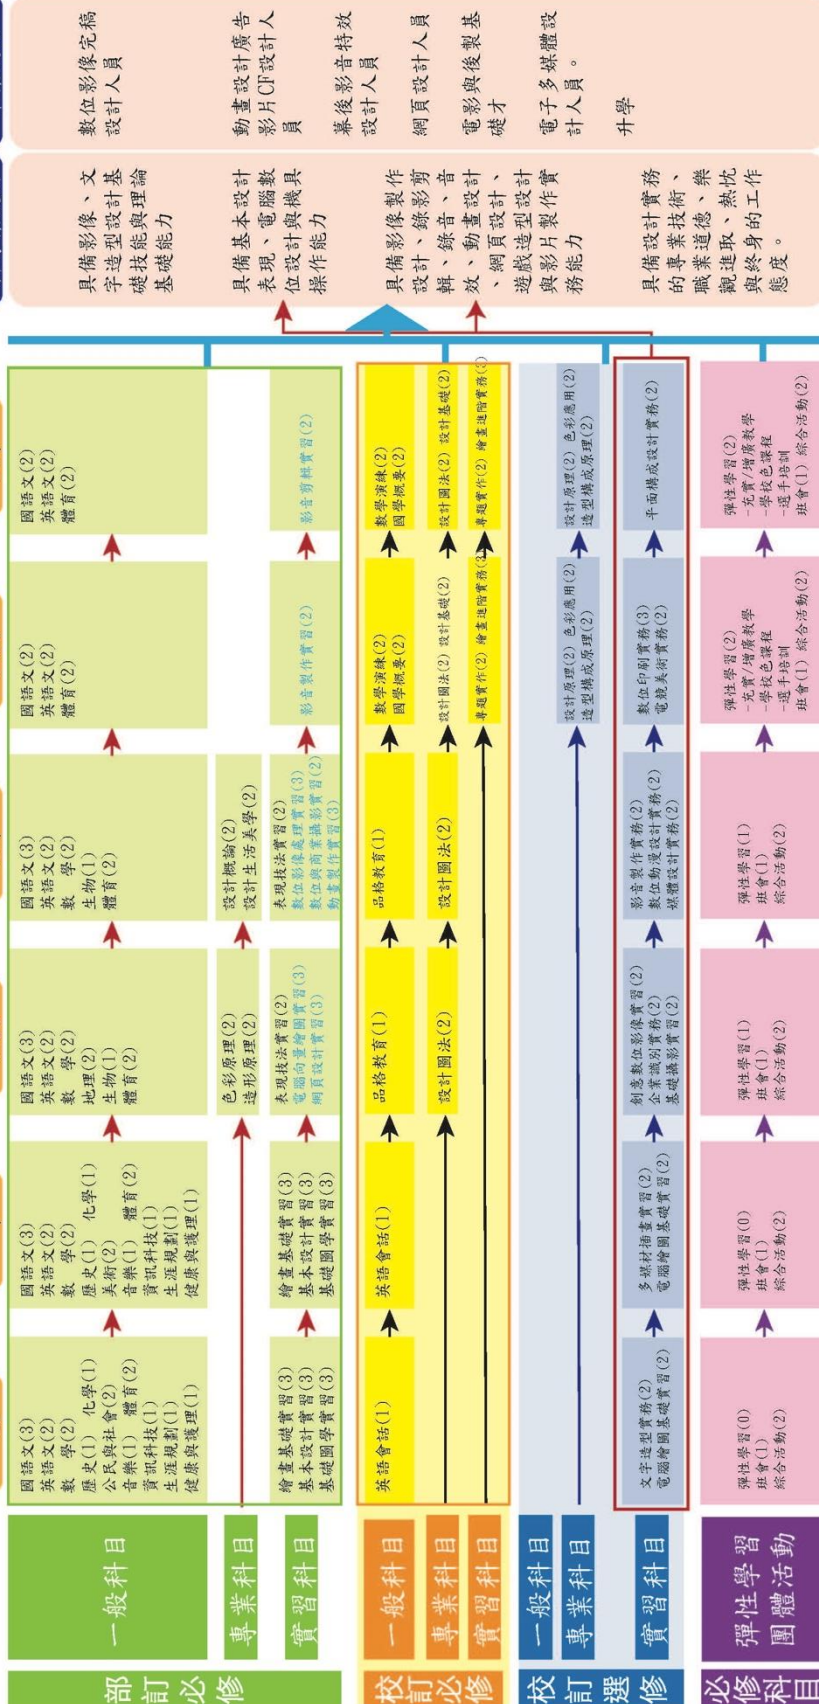 部訂必修
一般科目
國語文(3)
英語文(2)
數　學(2)
歷史(1)　化學(1)
公民與社會(2)
音樂(1)　體育(2)
資訊科技(1)
生涯規劃(1)
健康與護理(1)
國語文(3)
英語文(2)
數　學(2)
歷史(1)　化學(1)
美術(2)
音樂(1)　體育(2)
資訊科技(1)
生涯規劃(1)
健康與護理(1)
國語文(3)
英語文(2)
數　學(2)
地理(2)
生物(1)
體育(2)
國語文(3)
英語文(2)
數　學(2)
生物(1)
體育(2)
國語文(2)
英語文(2)
體育(2)
國語文(2)
英語文(2)
體育(2)
專業科目
色彩原理(2)
造形原理(2)
設計概論(2)
設計生活美學(2)
實習科目
繪畫基礎實習(3)
基本設計實習(3)
基礎圖學實習(3)
繪畫基礎實習(3)
基本設計實習(3)
基礎圖學實習(3)
表現技法實習(2)
電腦向量繪圖實習(3)
網頁設計實習(3)
表現技法實習(2)
數位影像處理實習(3)
數位與商業攝影實習(2)
動畫製作實習(3)
影音製作實習(2)
影音剪輯實習(2)
校訂必修
一般科目
英語會話(1)
英語會話(1)
品格教育(1)
品格教育(1)
數學演練(2)
國學概要(2)
數學演練(2)
國學概要(2)
專業科目
設計圖法(2)
設計圖法(2)
設計圖法(2) 設計基礎(2)
設計圖法(2) 設計基礎(2)
實習科目
專題實作(2) 繪畫進階實務(3)
專題實作(2) 繪畫進階實務(3)
校訂選修
一般科目
專業科目
設計原理(2) 色彩應用(2)
造型構成原理(2)
設計原理(2) 色彩應用(2)
造型構成原理(2)
實習科目
文字造型實務(2)
電腦繪圖基礎實習(2)
多媒材插畫實習(2)
電腦繪圖基礎實習(2)
創意數位影像實習(2)
企業識別實務(2)
基礎攝影實習(2)
影音製作實務(2)
數位動漫設計實務(2)
媒體設計實務(2)
數位印刷實務(3)
電競美術實務(2)
平面構成設計實務(2)
必修科目
彈性學習
團體活動
彈性學習(0)
班會(1)
綜合活動(2)
彈性學習(0)
班會(1)
綜合活動(2)
彈性學習(1)
班會(1)
綜合活動(2)
彈性學習(1)
班會(1)
綜合活動(2)
彈性學習(2)
-充實/增廣教學
-學校色課程
-選手培訓
班會(1) 綜合活動(2)
彈性學習(2)
-充實/增廣教學
-學校色課程
-選手培訓
班會(1) 綜合活動(2)
具備影像、文
字造型設計基
礎技能與理論
基礎能力
具備基本設計
表現、電腦數
位設計與機具
操作能力
具備影像製作
設計、錄影剪
輯、錄音、音
效、動畫設計
、網頁設計、
遊戲造型設計
與影片製作實
務能力
具備設計實務
的專業技術、
職業道德、樂
觀進取、熱忱
與終身的工作
態度。
數位影像完稿
設計人員
動畫設計廣告
影片CF設計人
員
幕後影音特效
設計人員
網頁設計人員
電影與後製基
礎才
電子多媒體設
計人員。
升學